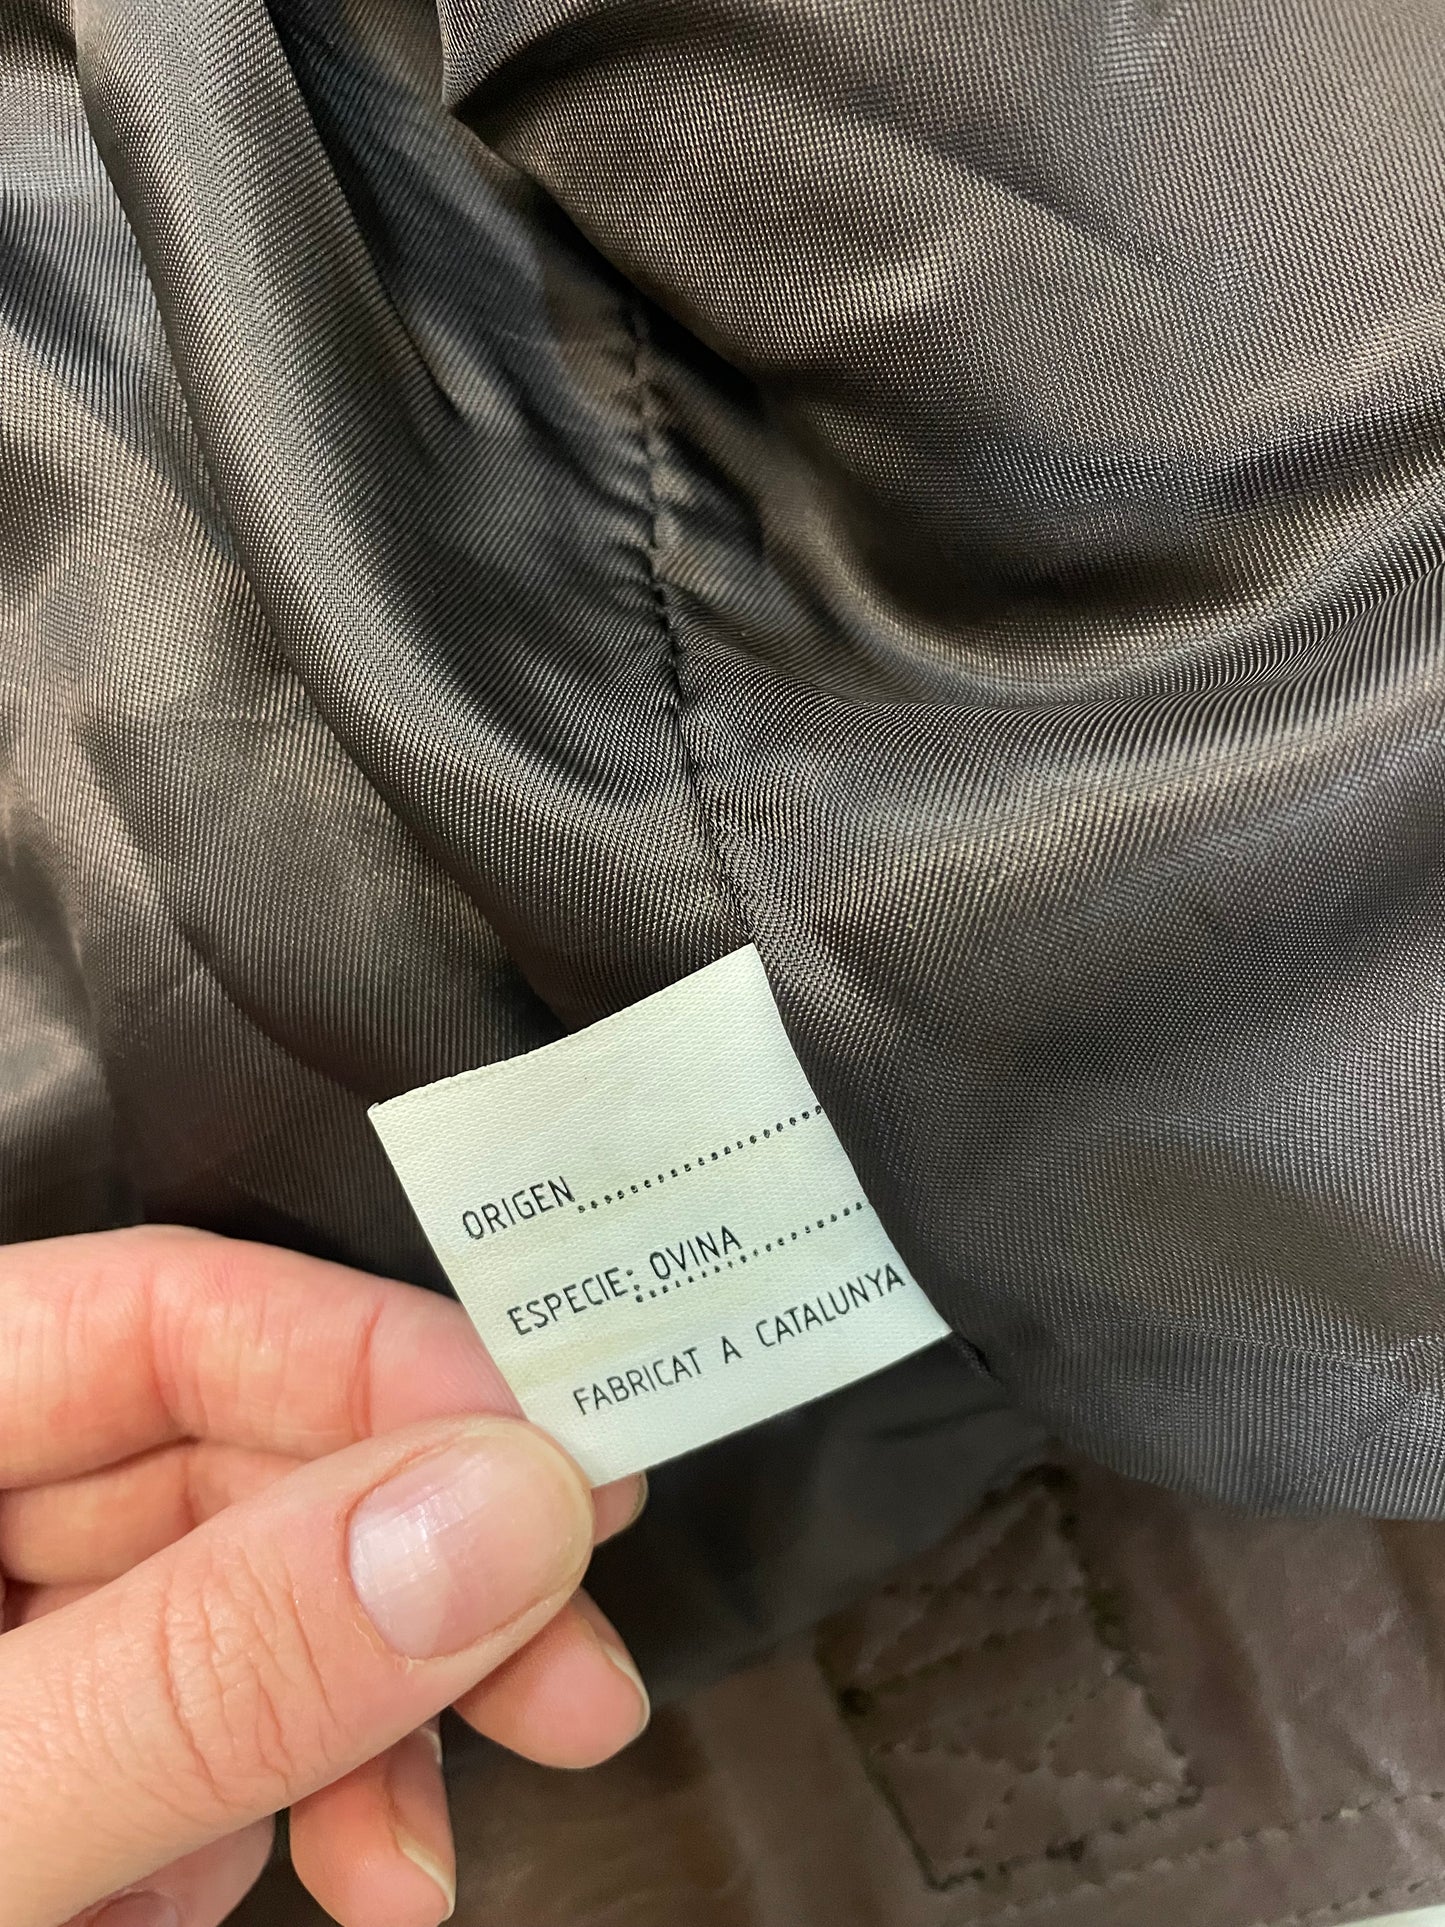 ORIGEN....................
ESPECIE: OVINA............
FABRICAT A CATALUNYA